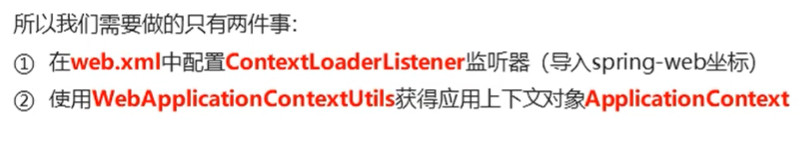 所以我们需要做的只有两件事：
① 在web.xml中配置ContextLoaderListener监听器（导入spring-web坐标）
② 使用WebApplicationContextUtils获得应用上下文对象ApplicationContext